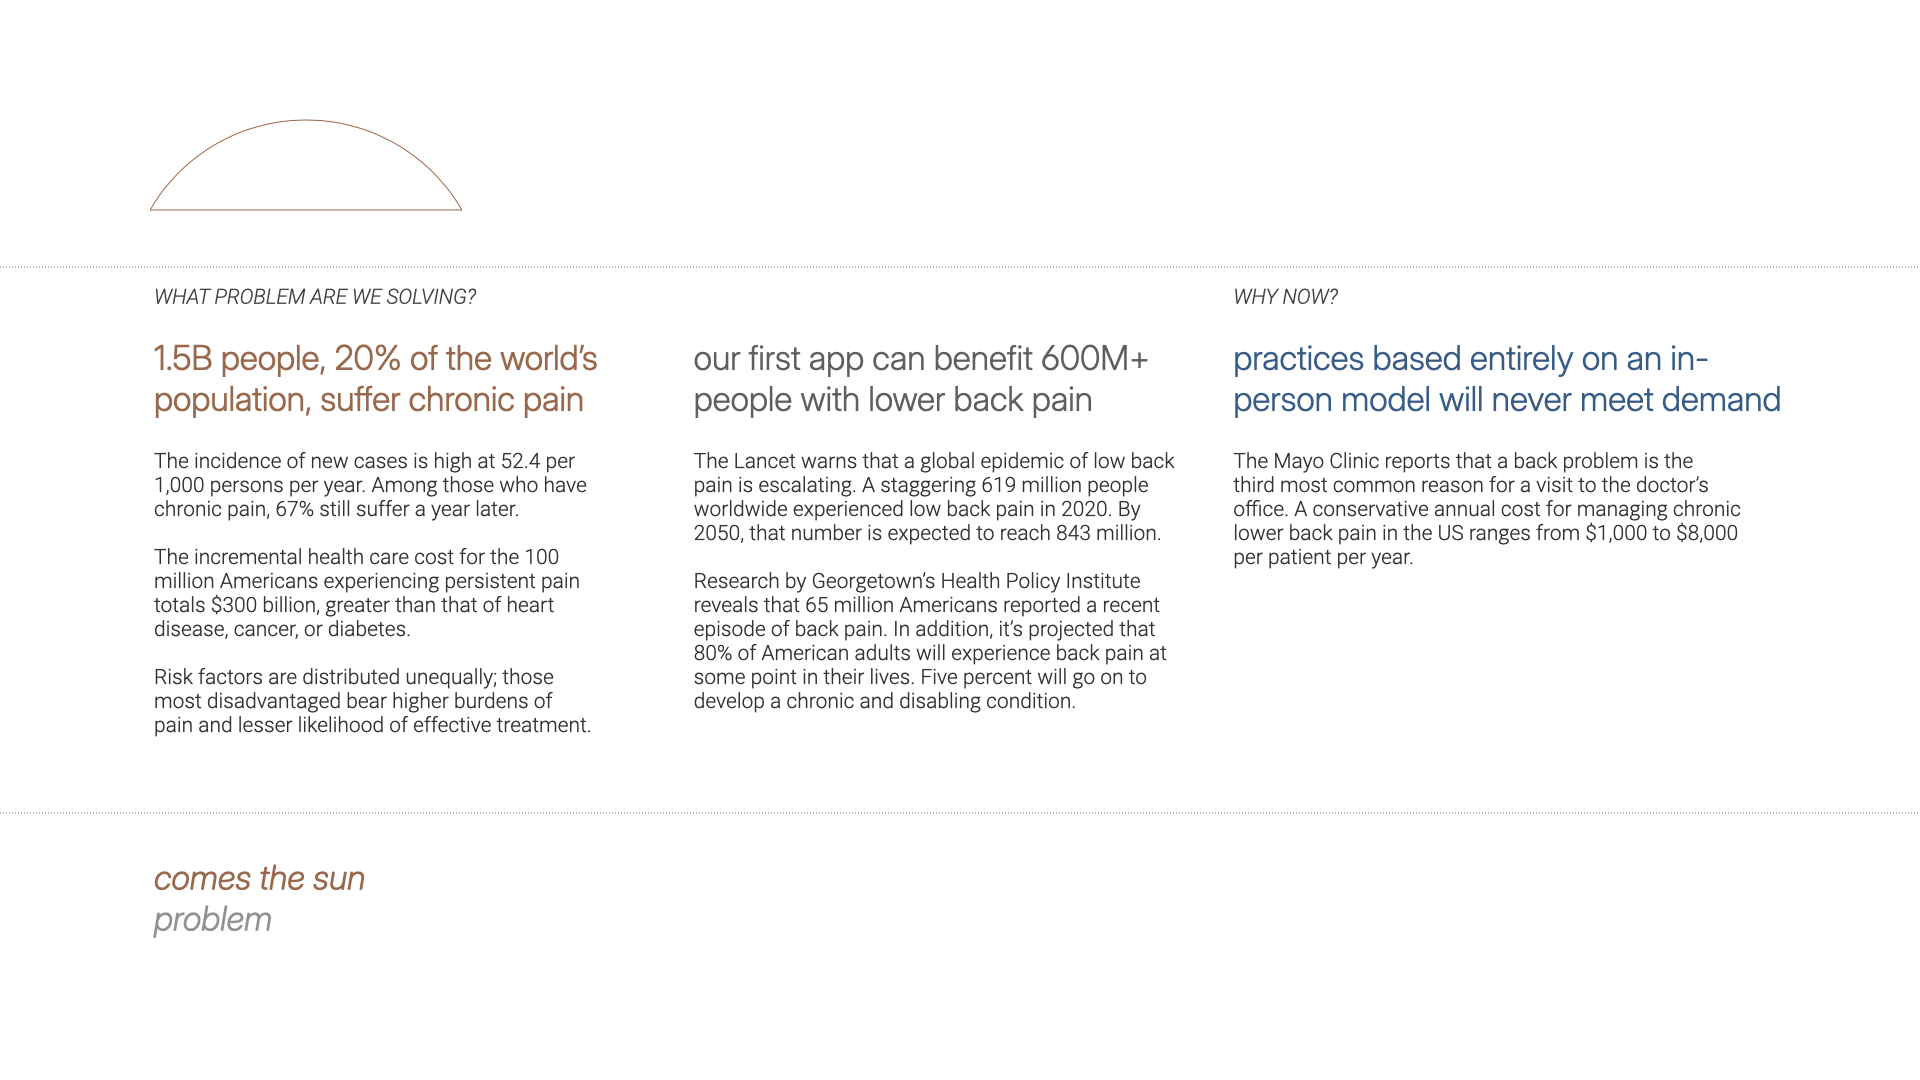 WHAT PROBLEM ARE WE SOLVING?
1.5B people, 20% of the world’s
population, suffer chronic pain
The incidence of new cases is high at 52.4 per
1,000 persons per year. Among those who have
chronic pain, 67% still suffer a year later.
The incremental health care cost for the 100
million Americans experiencing persistent pain
totals $300 billion, greater than that of heart
disease, cancer, or diabetes.
Risk factors are distributed unequally; those
most disadvantaged bear higher burdens of
pain and lesser likelihood of effective treatment.
our first app can benefit 600M+
people with lower back pain
The Lancet warns that a global epidemic of low back
pain is escalating. A staggering 619 million people
worldwide experienced low back pain in 2020. By
2050, that number is expected to reach 843 million.
Research by Georgetown’s Health Policy Institute
reveals that 65 million Americans reported a recent
episode of back pain. In addition, it’s projected that
80% of American adults will experience back pain at
some point in their lives. Five percent will go on to
develop a chronic and disabling condition.
WHY NOW?
practices based entirely on an in-
person model will never meet demand
The Mayo Clinic reports that a back problem is the
third most common reason for a visit to the doctor’s
office. A conservative annual cost for managing chronic
lower back pain in the US ranges from $1,000 to $8,000
per patient per year.
comes the sun
problem